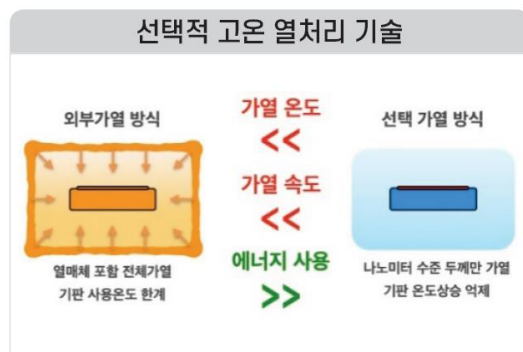 선택적 고온 열처리 기술
외부가열 방식
가열 온도
<<
선택 가열 방식
가열 속도
<<
에너지 사용
>>
열매체 포함 전체가열
기판 사용온도 한계
나노미터 수준 두께만 가열
기판 온도상승 억제